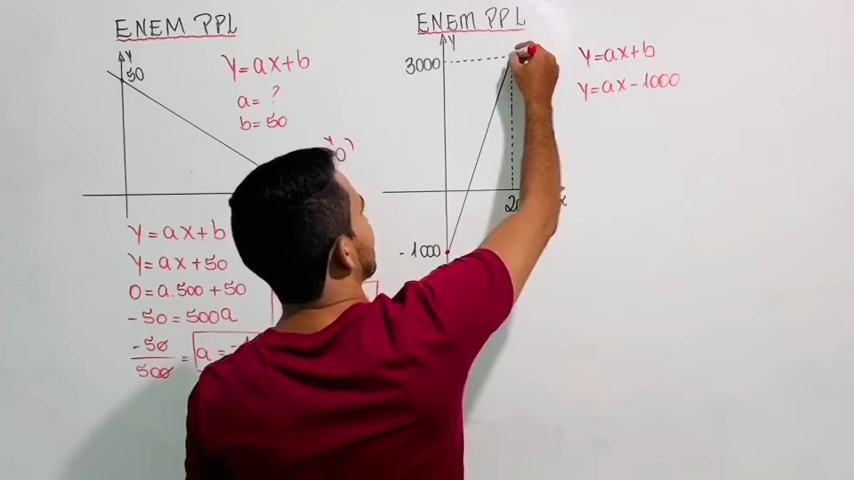 ENEM PPL
Y
50
Y=ax+b
a= ?
b= 50
Y=ax+b
Y=ax+50
0=a.500+50
-50=500a
-50
500
=
a=
ENEM PPL
Y
3000
-1000
x
Y=ax+b
Y=ax-1000